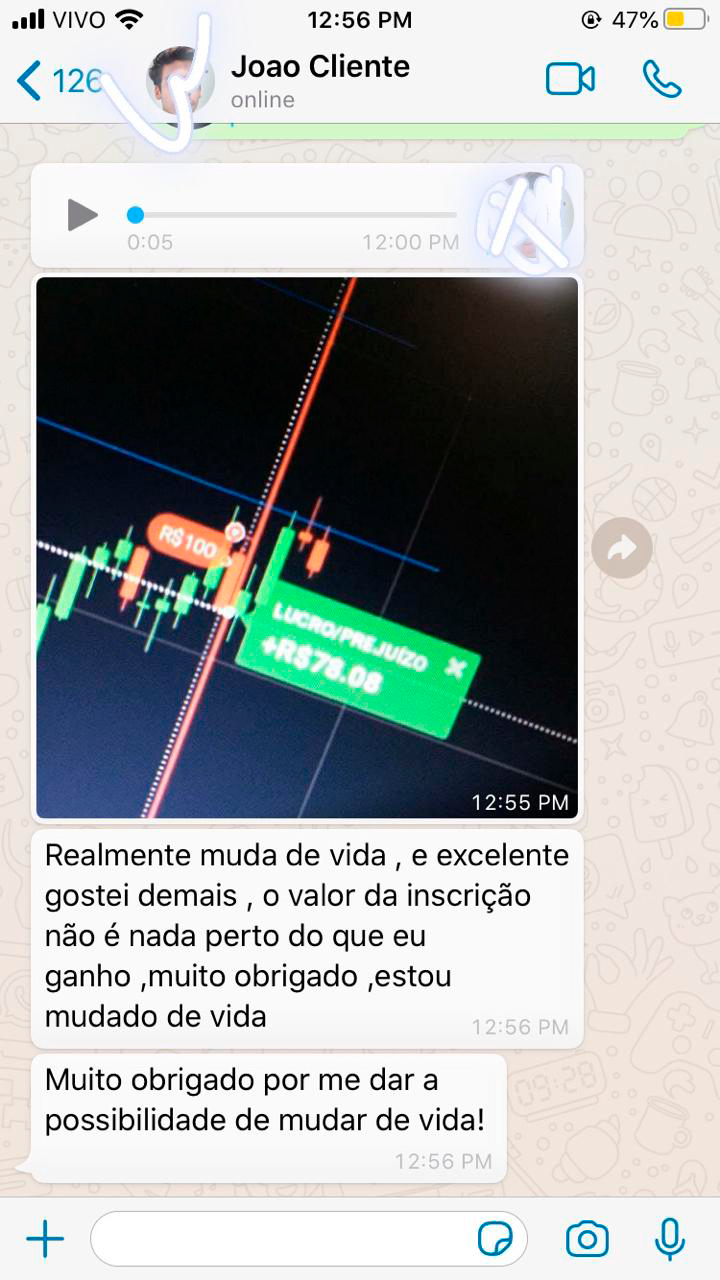 VIVO 12:56 PM 47%
126 Joao Cliente
online
0:05 12:00 PM
R$100
LUCRO/PREJUÍZO
+R$78.08
12:55 PM
Realmente muda de vida , e excelente
gostei demais , o valor da inscrição
não é nada perto do que eu
ganho ,muito obrigado ,estou
mudado de vida
12:56 PM
Muito obrigado por me dar a
possibilidade de mudar de vida!
12:56 PM
09:28